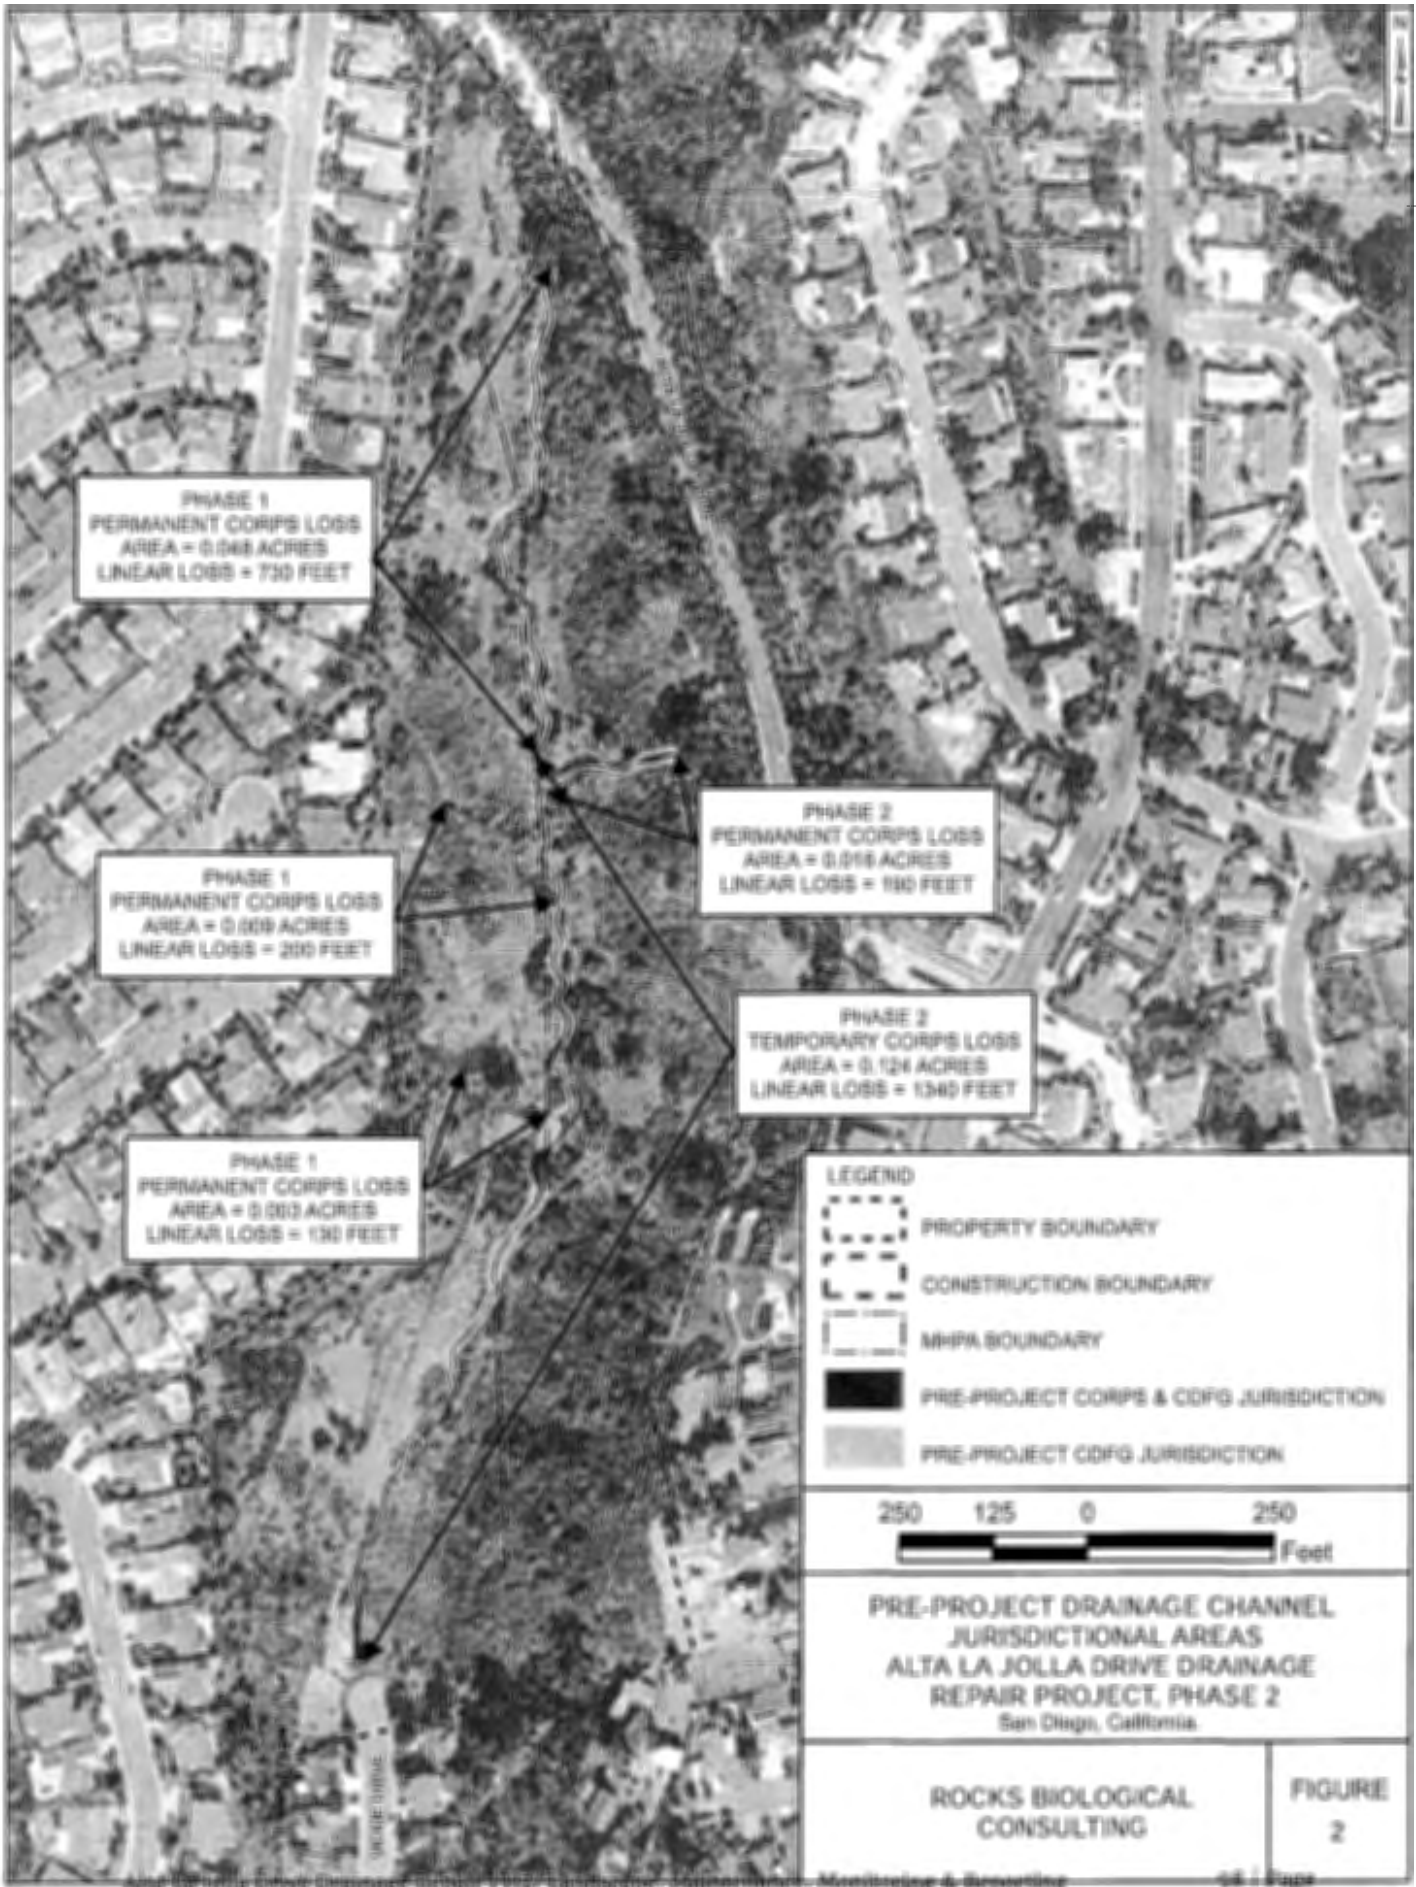 N
PHASE 1
PERMANENT CORPS LOSS
AREA = 0.048 ACRES
LINEAR LOSS = 730 FEET
PHASE 2
PERMANENT CORPS LOSS
AREA = 0.016 ACRES
LINEAR LOSS = 190 FEET
PHASE 1
PERMANENT CORPS LOSS
AREA = 0.009 ACRES
LINEAR LOSS = 200 FEET
PHASE 2
TEMPORARY CORPS LOSS
AREA = 0.124 ACRES
LINEAR LOSS = 1340 FEET
PHASE 1
PERMANENT CORPS LOSS
AREA = 0.003 ACRES
LINEAR LOSS = 130 FEET
LEGEND
PROPERTY BOUNDARY
CONSTRUCTION BOUNDARY
MHPA BOUNDARY
PRE-PROJECT CORPS & CDFG JURISDICTION
PRE-PROJECT CDFG JURISDICTION
250 125 0 250
Feet
PRE-PROJECT DRAINAGE CHANNEL
JURISDICTIONAL AREAS
ALTA LA JOLLA DRIVE DRAINAGE
REPAIR PROJECT, PHASE 2
San Diego, California
ROCKS BIOLOGICAL
CONSULTING
FIGURE
2
Monitoring & Reporting
Page